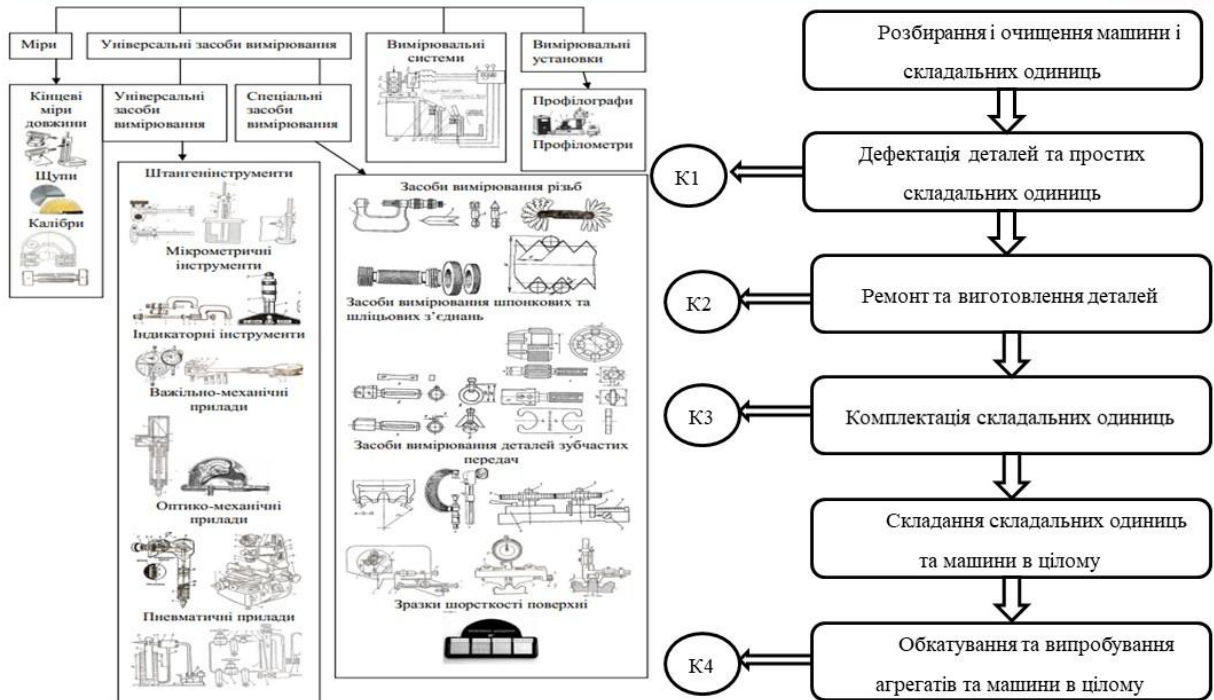 Міри
Універсальні засоби вимірювання
Вимірювальні
системи
Вимірювальні
установки
Кінцеві
міри
довжини
Щупи
Калібри
Універсальні
засоби
вимірювання
Спеціальні
засоби
вимірювання
Профілографи
Профілометри
Штангенінструменти
Мікрометричні
інструменти
Індикаторні інструменти
Важільно-механічні
прилади
Оптико-механічні
прилади
Пневматичні прилади
Засоби вимірювання різьб
Засоби вимірювання шпонкових та
шліцьових з’єднань
Засоби вимірювання деталей зубчастих
передач
Зразки шорсткості поверхні
Розбирання і очищення машини і
складальних одиниць
К1
Дефектація деталей та простих
складальних одиниць
К2
Ремонт та виготовлення деталей
К3
Комплектація складальних одиниць
Складання складальних одиниць
та машини в цілому
К4
Обкатування та випробування
агрегатів та машини в цілому